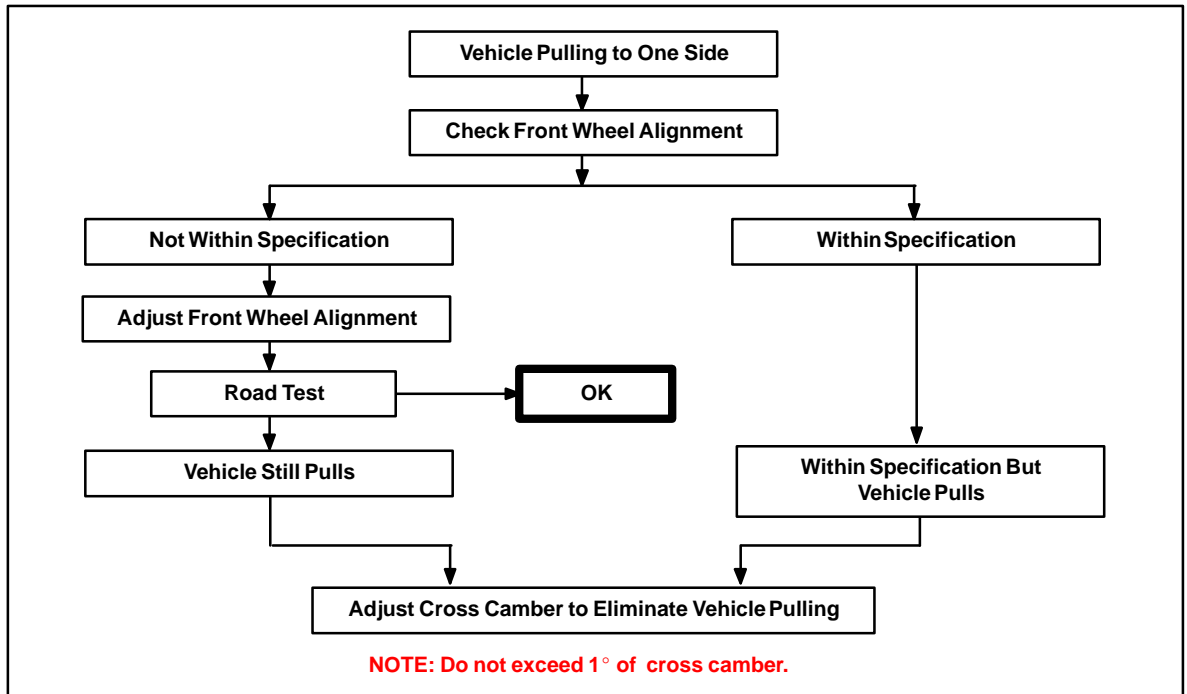 Vehicle Pulling to One Side
Check Front Wheel Alignment
Not Within Specification
Within Specification
Adjust Front Wheel Alignment
Road Test
OK
Vehicle Still Pulls
Within Specification But
Vehicle Pulls
Adjust Cross Camber to Eliminate Vehicle Pulling
NOTE: Do not exceed 1° of cross camber.